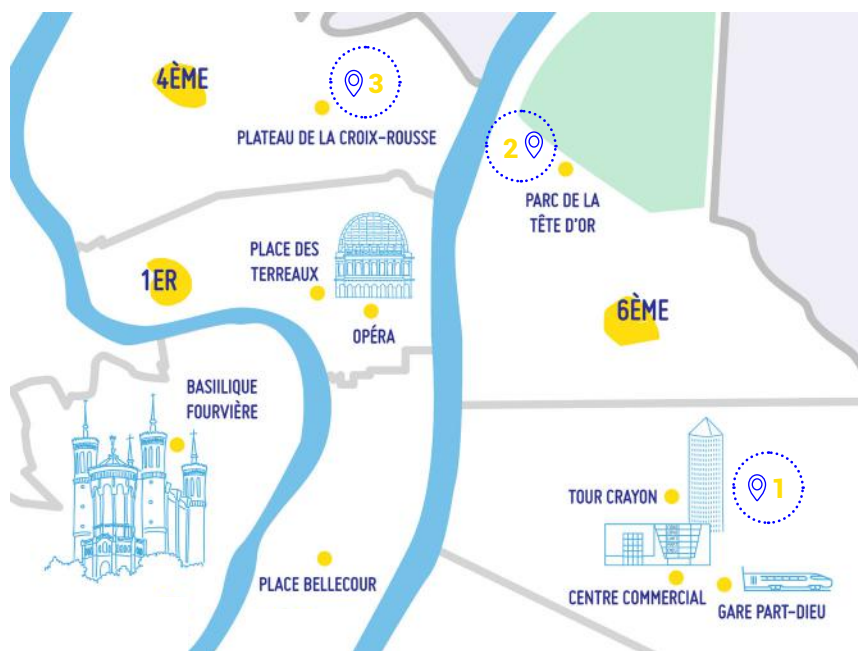 4ÈME
3
PLATEAU DE LA CROIX-ROUSSE
2
PARC DE LA
TÊTE D'OR
PLACE DES
TERREAUX
1ER
OPÉRA
6ÈME
BASIILIQUE
FOURVIÈRE
TOUR CRAYON
1
PLACE BELLECOUR
CENTRE COMMERCIAL
GARE PART-DIEU